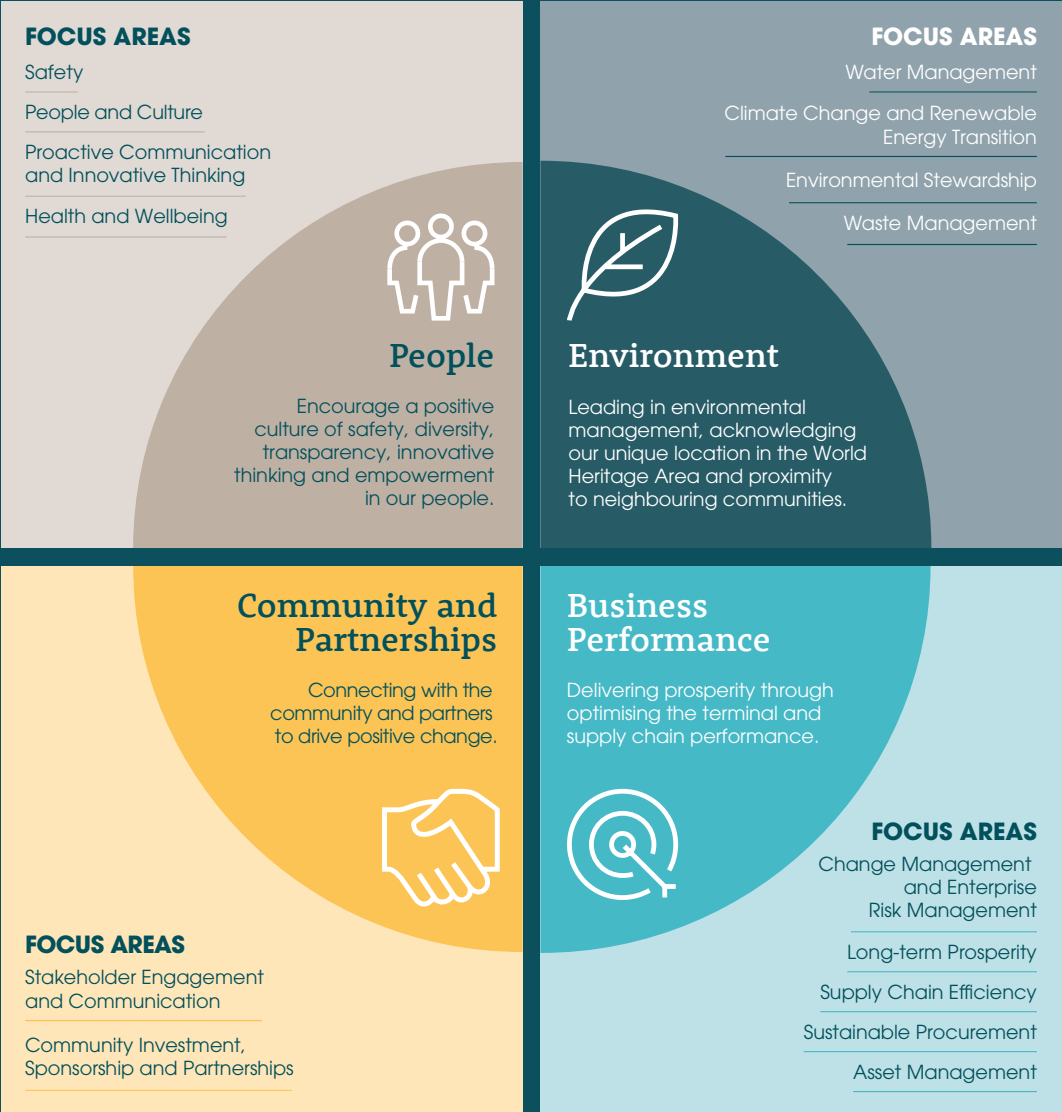 FOCUS AREAS
Safety
People and Culture
Proactive Communication
and Innovative Thinking
Health and Wellbeing
People
Encourage a positive
culture of safety, diversity,
transparency, innovative
thinking and empowerment
in our people.
FOCUS AREAS
Water Management
Climate Change and Renewable
Energy Transition
Environmental Stewardship
Waste Management
Environment
Leading in environmental
management, acknowledging
our unique location in the World
Heritage Area and proximity
to neighbouring communities.
Community and
Partnerships
Connecting with the
community and partners
to drive positive change.
FOCUS AREAS
Stakeholder Engagement
and Communication
Community Investment,
Sponsorship and Partnerships
Business
Performance
Delivering prosperity through
optimising the terminal and
supply chain performance.
FOCUS AREAS
Change Management
and Enterprise
Risk Management
Long-term Prosperity
Supply Chain Efficiency
Sustainable Procurement
Asset Management